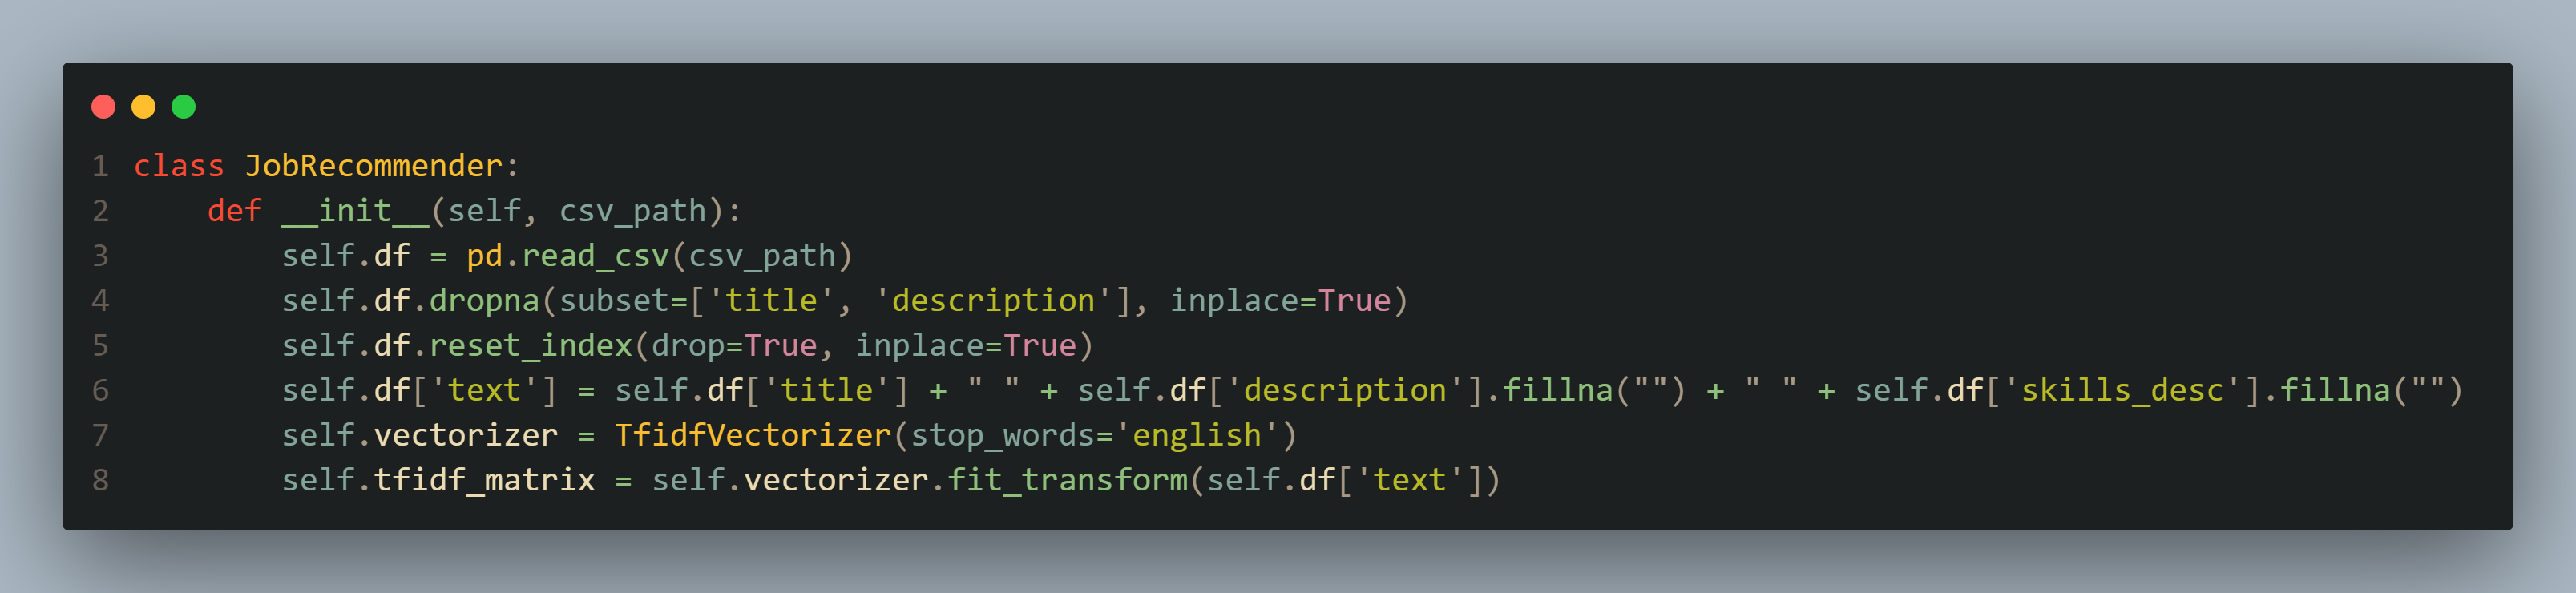 1 class JobRecommender:
2     def __init__(self, csv_path):
3         self.df = pd.read_csv(csv_path)
4         self.df.dropna(subset=['title', 'description'], inplace=True)
5         self.df.reset_index(drop=True, inplace=True)
6         self.df['text'] = self.df['title'] + " " + self.df['description'].fillna("") + " " + self.df['skills_desc'].fillna("")
7         self.vectorizer = TfidfVectorizer(stop_words='english')
8         self.tfidf_matrix = self.vectorizer.fit_transform(self.df['text'])